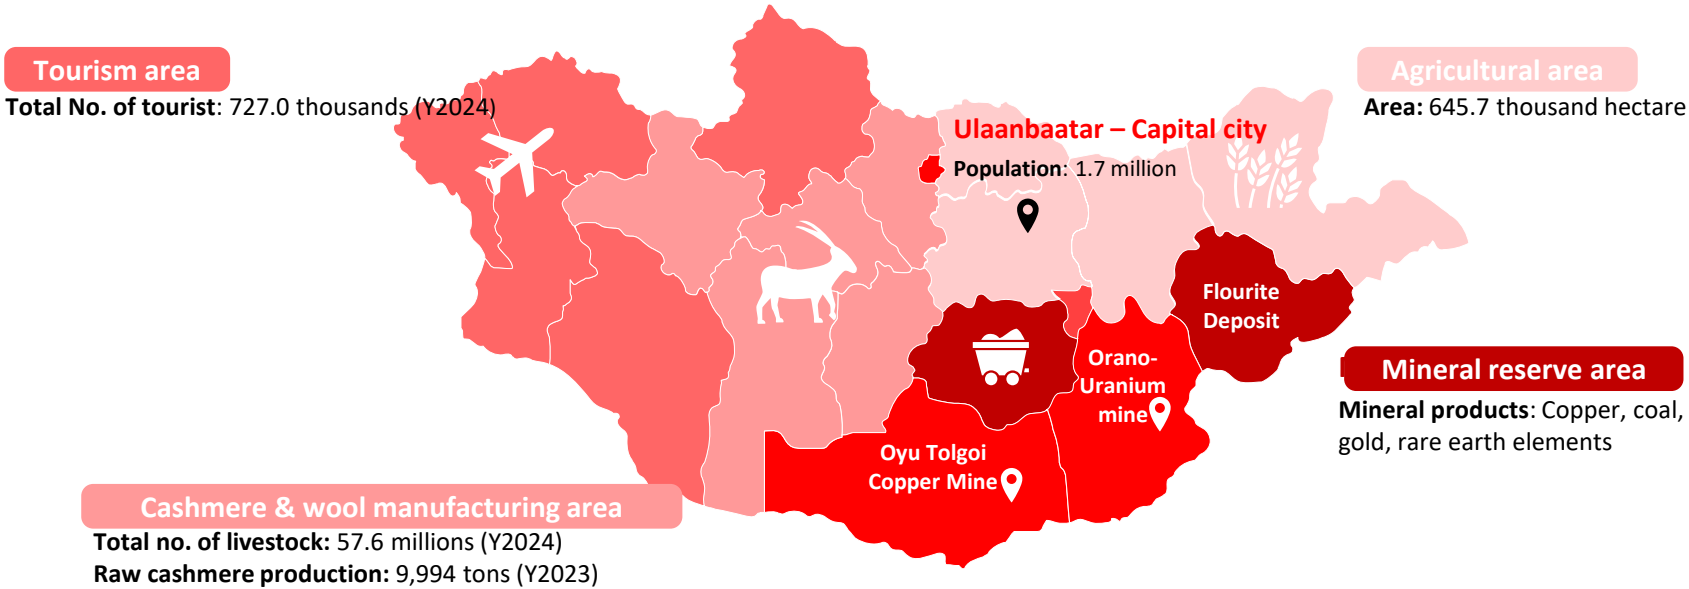 Tourism area
Total No. of tourist: 727.0 thousands (Y2024)
Agricultural area
Area: 645.7 thousand hectare
Ulaanbaatar – Capital city
Population: 1.7 million
Flourite
Deposit
Orano-
Uranium
mine
Mineral reserve area
Mineral products: Copper, coal,
gold, rare earth elements
Oyu Tolgoi
Copper Mine
Cashmere & wool manufacturing area
Total no. of livestock: 57.6 millions (Y2024)
Raw cashmere production: 9,994 tons (Y2023)